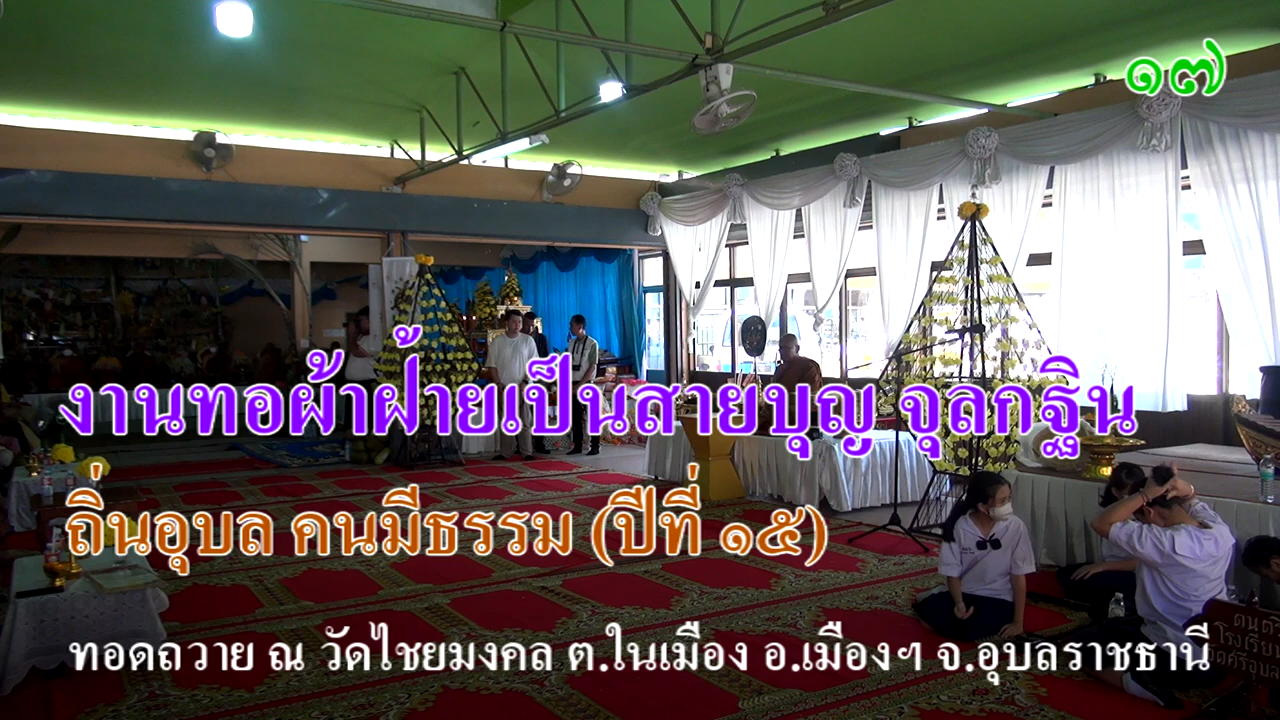 ๑๗
งานทอผ้าฝ้ายเป็นสายบุญ จุลกฐิน
ถิ่นอุบล คนมีธรรม (ปีที่ ๑๕)
ทอดถวาย ณ วัดไชยมงคล ต.ในเมือง อ.เมืองฯ จ.อุบลราชธานี